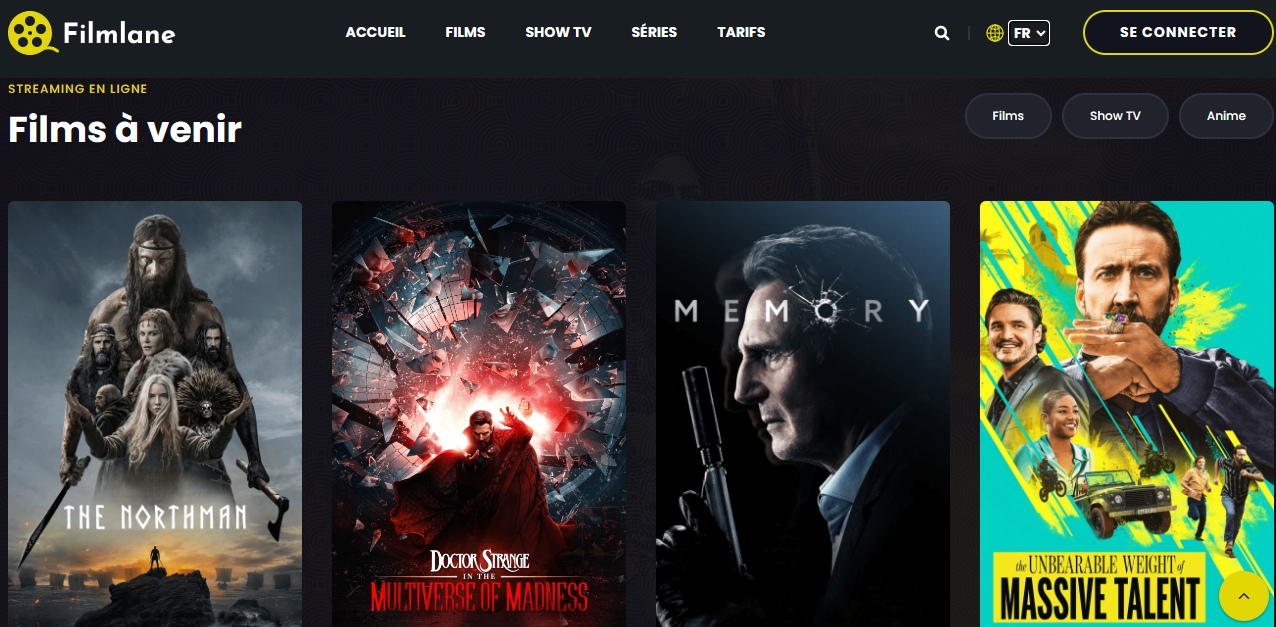 Filmlane
ACCUEIL FILMS SHOW TV SÉRIES TARIFS
FR
SE CONNECTER
STREAMING EN LIGNE
Films à venir
Films Show TV Anime
THE NORTHMAN
DOCTOR STRANGE
IN THE
MULTIVERSE OF MADNESS
MEMORY
the UNBEARABLE WEIGHT of
MASSIVE TALENT